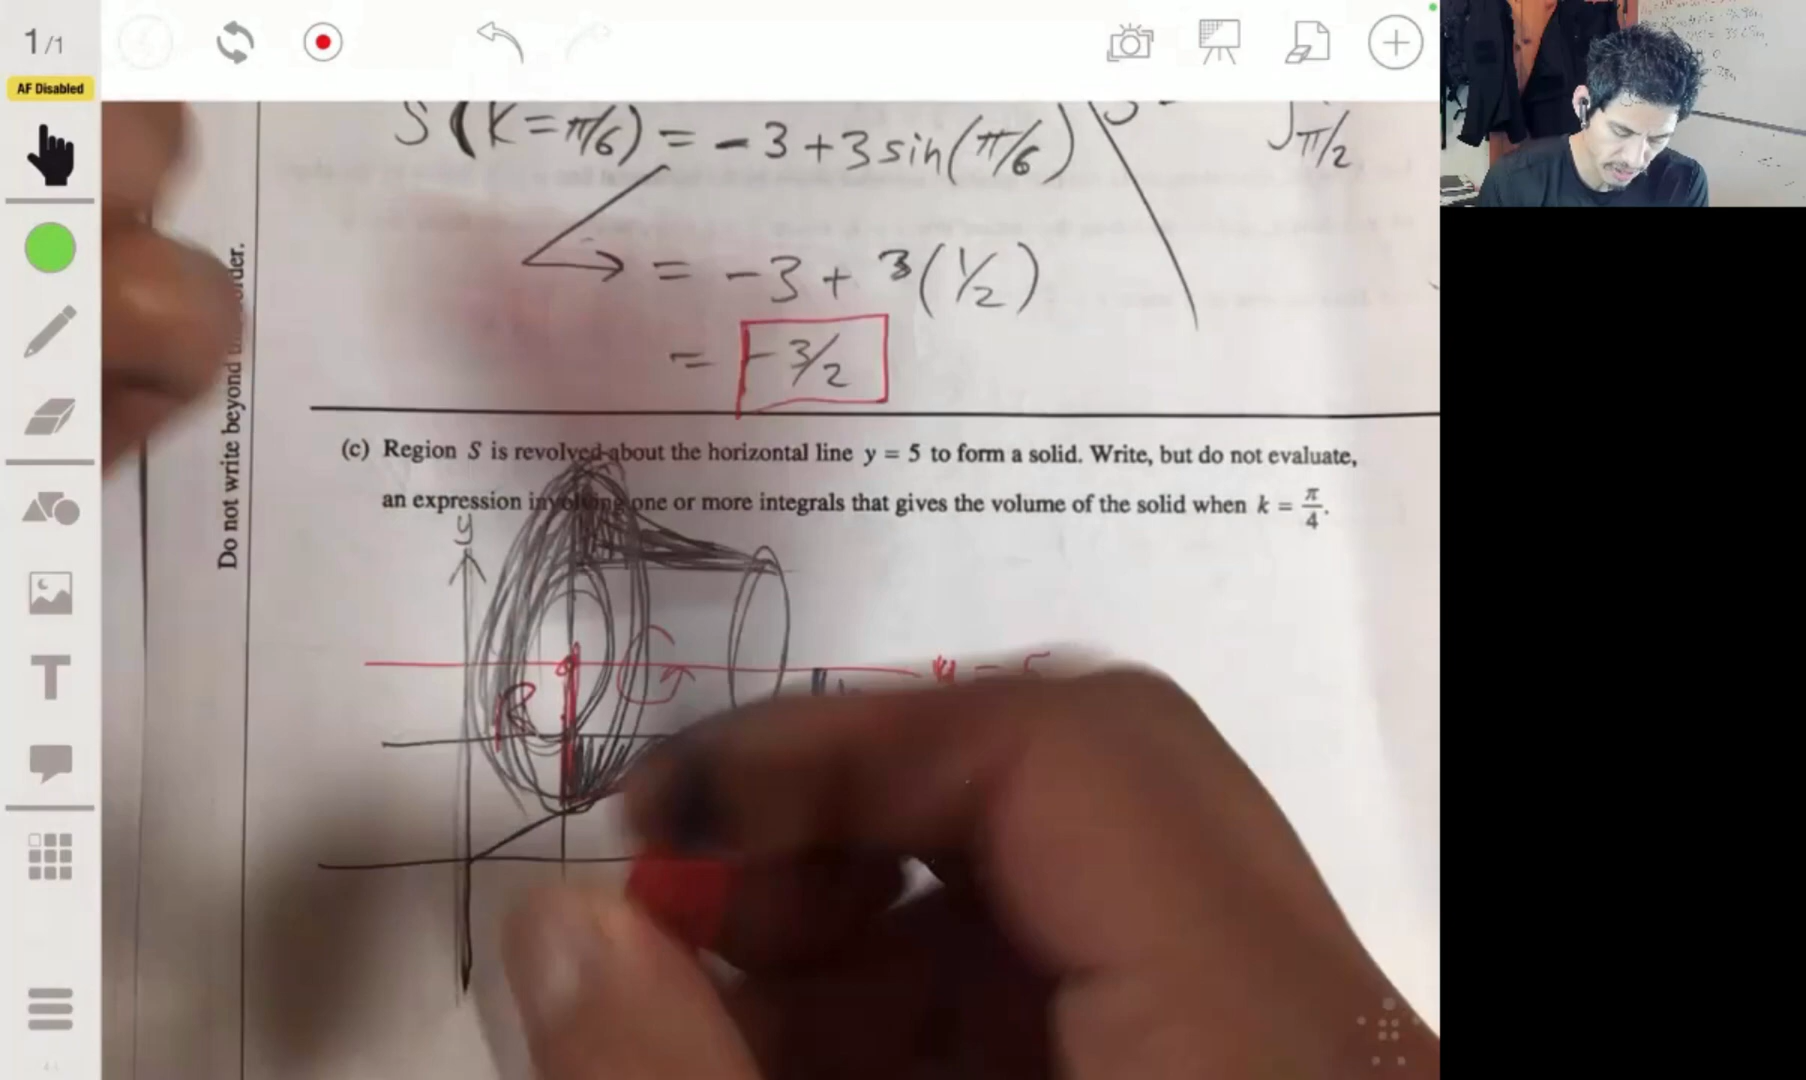 1/1
AF Disabled
S(K=π/6) = -3+3sin(π/6)
∫π/2
= -3 + 3(1/2)
= -3/2
Do not write beyond
(c) Region S is revolved about the horizontal line y = 5 to form a solid. Write, but do not evaluate,
an expression involving one or more integrals that gives the volume of the solid when k = π/4.
y
R
T